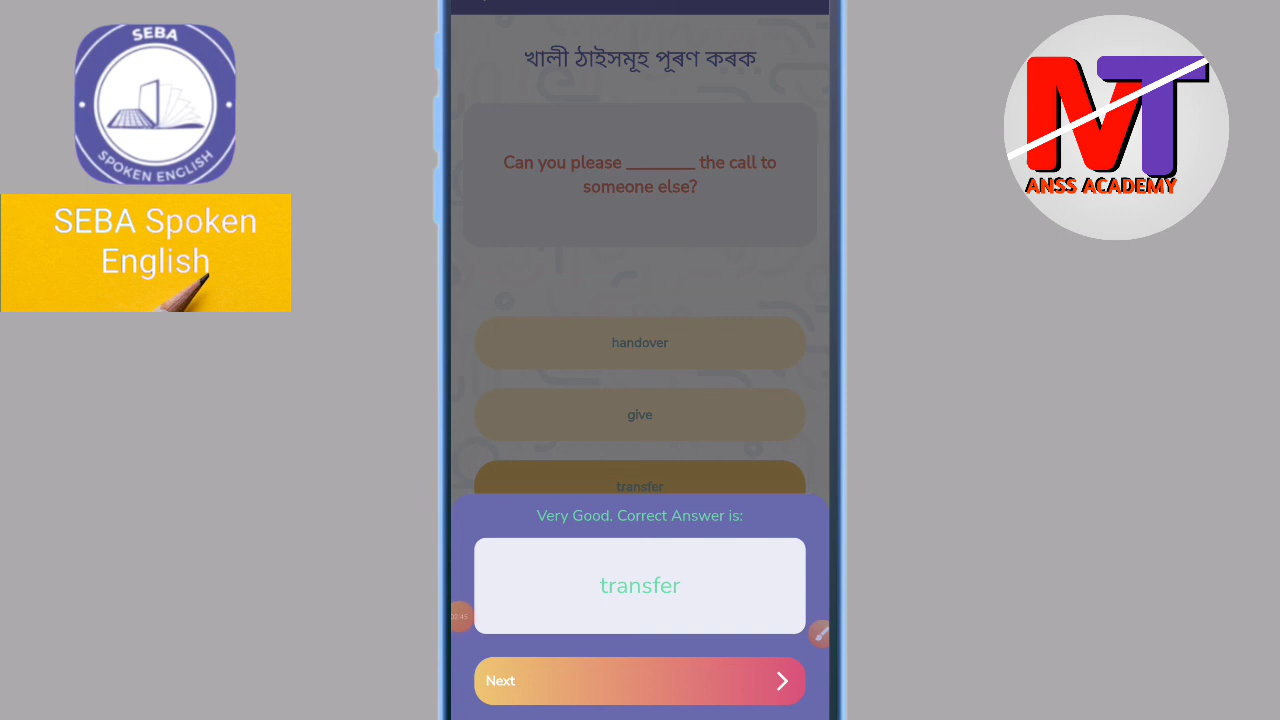 SEBA
SPOKEN ENGLISH
SEBA Spoken
English
খালী ঠাইসমূহ পূৰণ কৰক
Can you please ________ the call to
someone else?
handover
give
transfer
Very Good. Correct Answer is:
transfer
Next
MT
ANSS ACADEMY